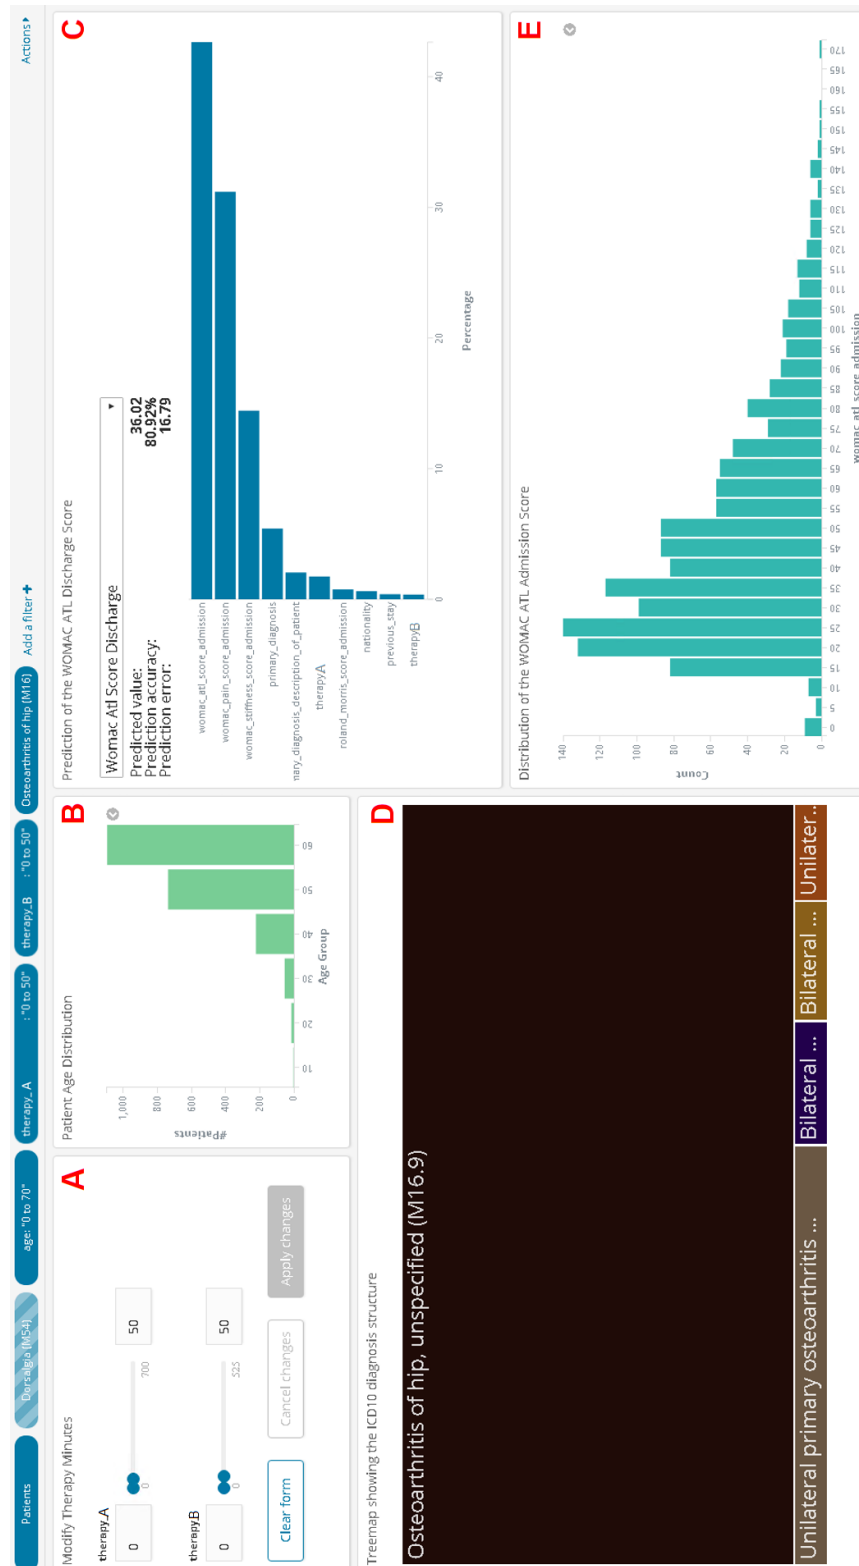 Patients
Dorsalgia [M54]
age: "0 to 70"
therapy_A : "0 to 50"
therapy_B : "0 to 50"
Osteoarthritis of hip [M16]
Add a filter +
Actions
Modify Therapy Minutes
A
therapy_A
0
0
700
50
therapy_B
0
0
525
50
Clear form
Cancel changes
Apply changes
Patient Age Distribution
B
#Patients
1,000
800
600
400
200
0
10
20
30
40
50
60
Age Group
Prediction of the WOMAC ATL Discharge Score
C
Womac Atl Score Discharge
Predicted value: 36.02
Prediction accuracy: 80.92%
Prediction error: 16.79
womac_atl_score_admission
womac_pain_score_admission
womac_stiffness_score_admission
primary_diagnosis
mary_diagnosis_description_of_patient
therapyA
roland_morris_score_admission
nationality
previous_stay
therapyB
0
10
20
30
40
Percentage
Treemap showing the ICD10 diagnosis structure
D
Osteoarthritis of hip, unspecified (M16.9)
Unilateral primary osteoarthritis ...
Bilateral ...
Bilateral ...
Unilater...
Distribution of the WOMAC ATL Admission Score
E
Count
140
120
100
80
60
40
20
0
0
5
10
15
20
25
30
35
40
45
50
55
60
65
70
75
80
85
90
95
100
105
110
115
120
125
130
135
140
145
150
155
160
165
170
womac atl score admission